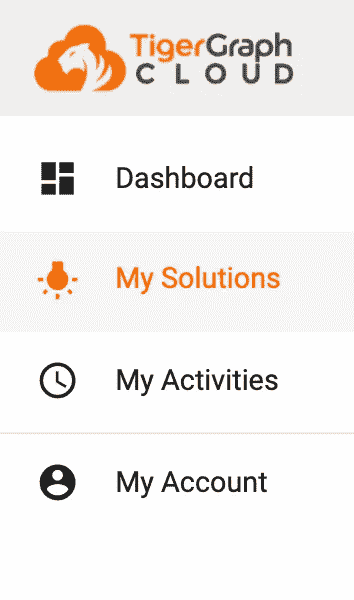 TigerGraph
CLOUD
Dashboard
My Solutions
My Activities
My Account